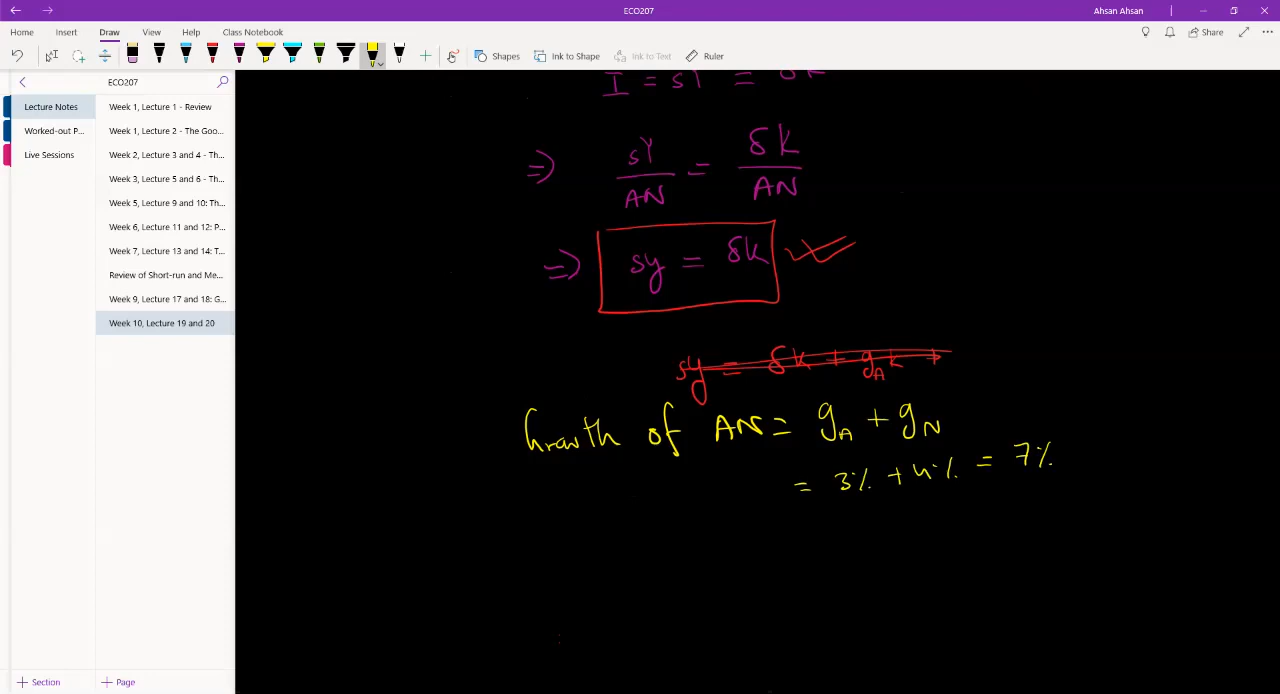 ECO207
Ahsan Ahsan
Home Insert Draw View Help Class Notebook
Shapes Ink to Shape Ink to Text Ruler Share
ECO207
Lecture Notes
Worked-out P...
Live Sessions
Week 1, Lecture 1 - Review
Week 1, Lecture 2 - The Goo...
Week 2, Lecture 3 and 4 - Th...
Week 3, Lecture 5 and 6 - Th...
Week 5, Lecture 9 and 10: Th...
Week 6, Lecture 11 and 12: P...
Week 7, Lecture 13 and 14: T...
Review of Short-run and Me...
Week 9, Lecture 17 and 18: G...
Week 10, Lecture 19 and 20
+ Section
+ Page
I = sY = δK
=> sY/AN = δK/AN
=> sy = δk
sy = δk + g_A k +
Growth of AN = g_A + g_N
= 3% + 4% = 7%